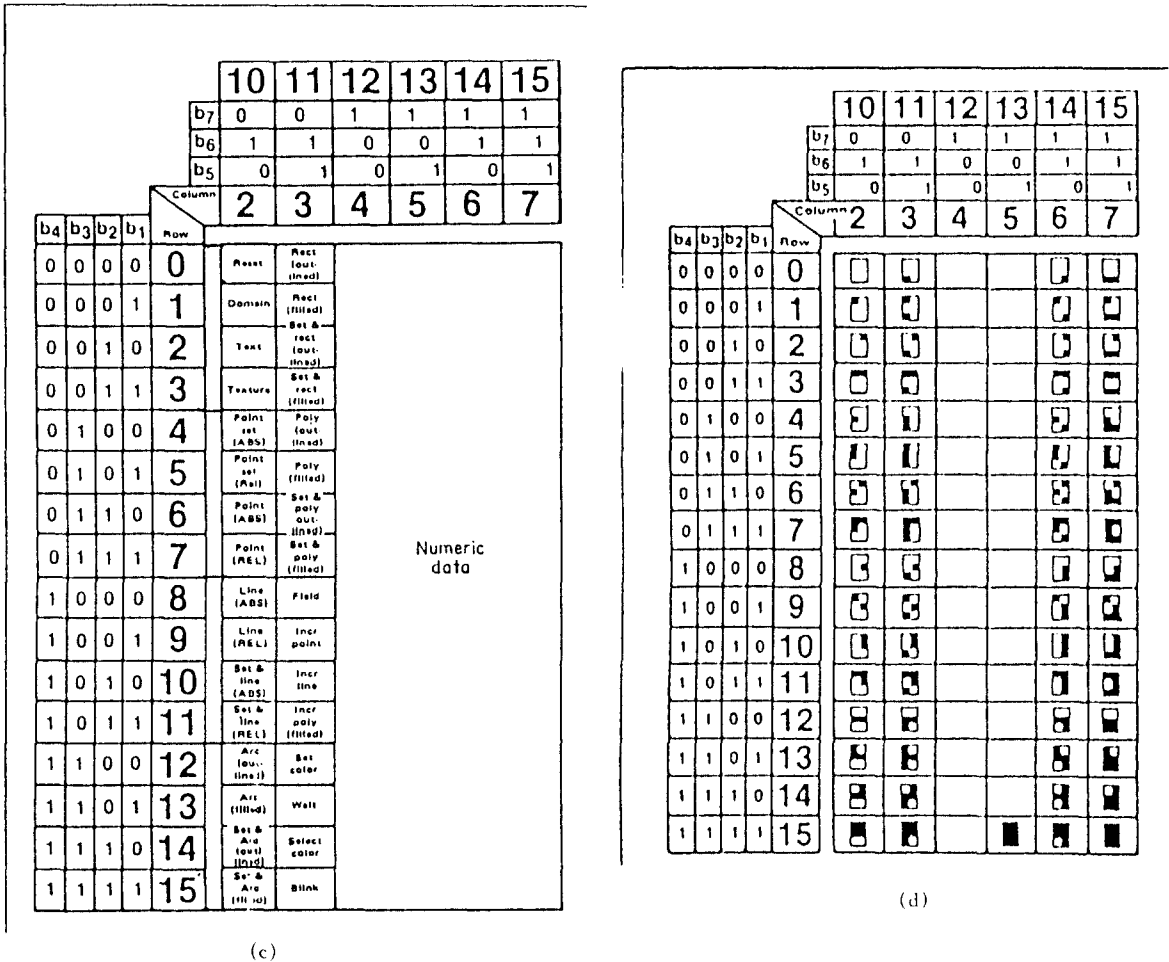 10 11 12 13 14 15
b7 0 0 1 1 1 1
b6 1 1 0 0 1 1
b5 0 1 0 1 0 1
Column 2 3 4 5 6 7
b4 b3 b2 b1 Row
0 0 0 0 0 Reset Rect (out- lined)
0 0 0 1 1 Domain Rect (filled)
0 0 1 0 2 Text Set & rect (out- lined)
0 0 1 1 3 Texture Set & rect (filled)
0 1 0 0 4 Point set (ABS) Poly (out lined)
0 1 0 1 5 Point set (Rel) Poly (filled)
0 1 1 0 6 Point (ABS) Set & poly out- lined)
0 1 1 1 7 Point (REL) Set & poly (filled)
Numeric
data
1 0 0 0 8 Line (ABS) Field
1 0 0 1 9 Line (REL) Incr point
1 0 1 0 10 Set & line (ABS) Incr line
1 0 1 1 11 Set & line (REL) Incr poly (filled)
1 1 0 0 12 Arc (out- lined) Set color
1 1 0 1 13 Arc (filled) Wait
1 1 1 0 14 Set & Arc (out) lined) Select color
1 1 1 1 15 Set & Arc (filled) Blink
(c)
10 11 12 13 14 15
b7 0 0 1 1 1 1
b6 1 1 0 0 1 1
b5 0 1 0 1 0 1
Column 2 3 4 5 6 7
b4 b3 b2 b1 Row
0 0 0 0 0
0 0 0 1 1
0 0 1 0 2
0 0 1 1 3
0 1 0 0 4
0 1 0 1 5
0 1 1 0 6
0 1 1 1 7
1 0 0 0 8
1 0 0 1 9
1 0 1 0 10
1 0 1 1 11
1 1 0 0 12
1 1 0 1 13
1 1 1 0 14
1 1 1 1 15
(d)